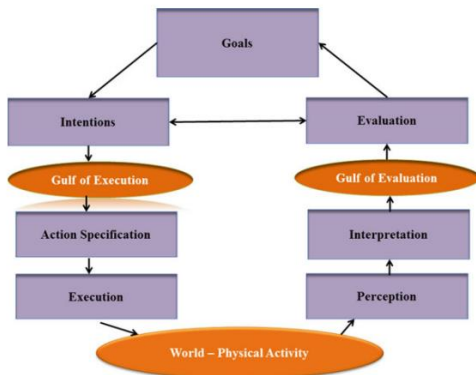 Goals
Intentions
Evaluation
Gulf of Execution
Gulf of Evaluation
Action Specification
Interpretation
Execution
Perception
World – Physical Activity